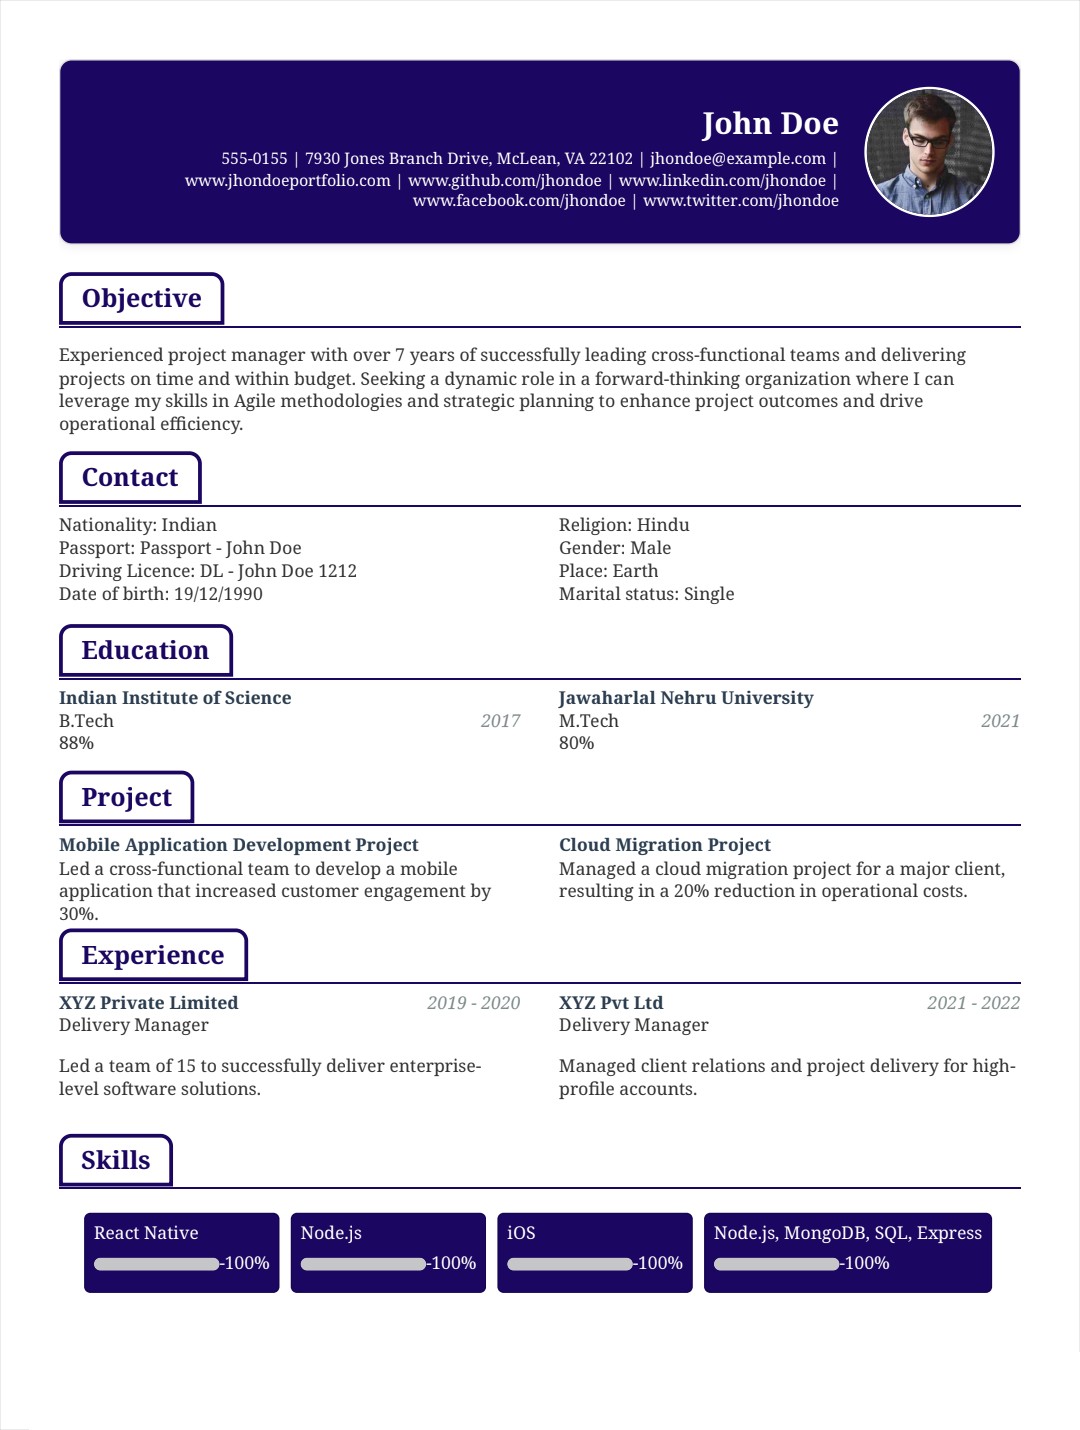 John Doe
555-0155 | 7930 Jones Branch Drive, McLean, VA 22102 | jhondoe@example.com |
www.jhondoeportfolio.com | www.github.com/jhondoe | www.linkedin.com/jhondoe |
www.facebook.com/jhondoe | www.twitter.com/jhondoe
Objective
Experienced project manager with over 7 years of successfully leading cross-functional teams and delivering
projects on time and within budget. Seeking a dynamic role in a forward-thinking organization where I can
leverage my skills in Agile methodologies and strategic planning to enhance project outcomes and drive
operational efficiency.
Contact
Nationality: Indian
Passport: Passport - John Doe
Driving Licence: DL - John Doe 1212
Date of birth: 19/12/1990
Religion: Hindu
Gender: Male
Place: Earth
Marital status: Single
Education
Indian Institute of Science
B.Tech 2017
88%
Jawaharlal Nehru University
M.Tech 2021
80%
Project
Mobile Application Development Project
Led a cross-functional team to develop a mobile
application that increased customer engagement by
30%.
Cloud Migration Project
Managed a cloud migration project for a major client,
resulting in a 20% reduction in operational costs.
Experience
XYZ Private Limited 2019 - 2020
Delivery Manager
Led a team of 15 to successfully deliver enterprise-
level software solutions.
XYZ Pvt Ltd 2021 - 2022
Delivery Manager
Managed client relations and project delivery for high-
profile accounts.
Skills
React Native
-100%
Node.js
-100%
iOS
-100%
Node.js, MongoDB, SQL, Express
-100%